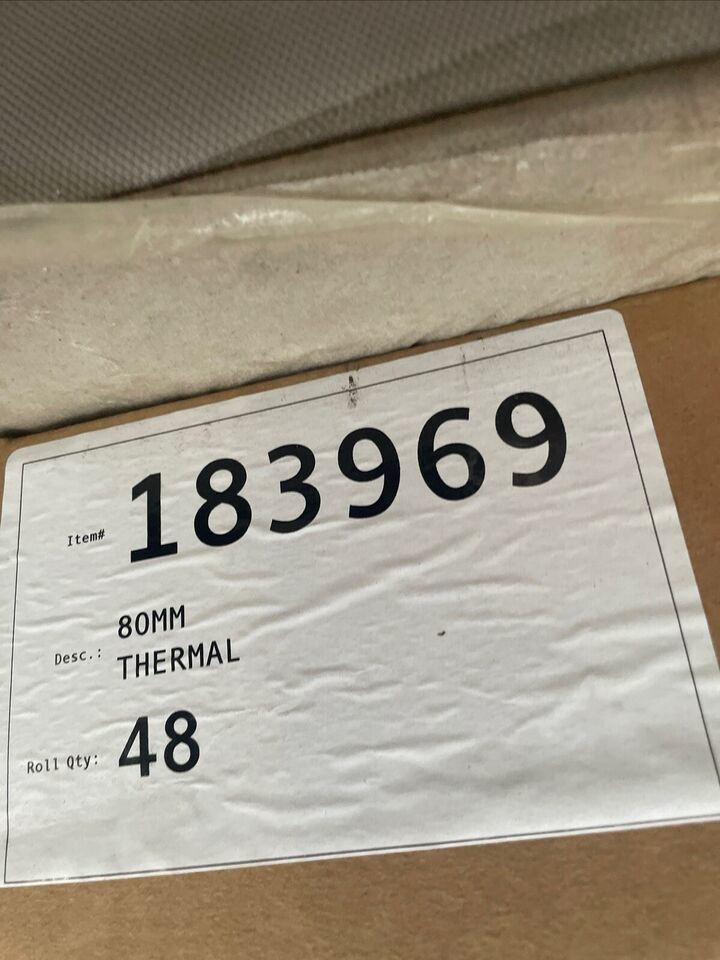 Item# 183969
Desc.: 80MM
THERMAL
Roll Qty: 48